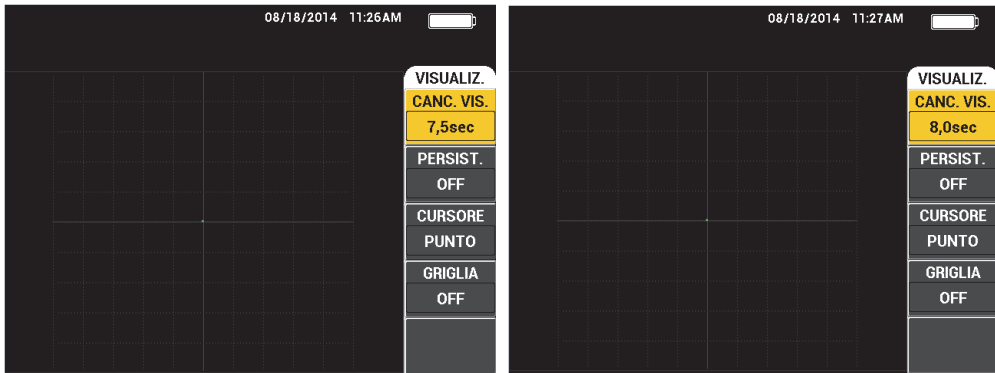 08/18/2014 11:26AM
VISUALIZ.
CANC. VIS.
7,5sec
PERSIST.
OFF
CURSORE
PUNTO
GRIGLIA
OFF
08/18/2014 11:27AM
VISUALIZ.
CANC. VIS.
8,0sec
PERSIST.
OFF
CURSORE
PUNTO
GRIGLIA
OFF